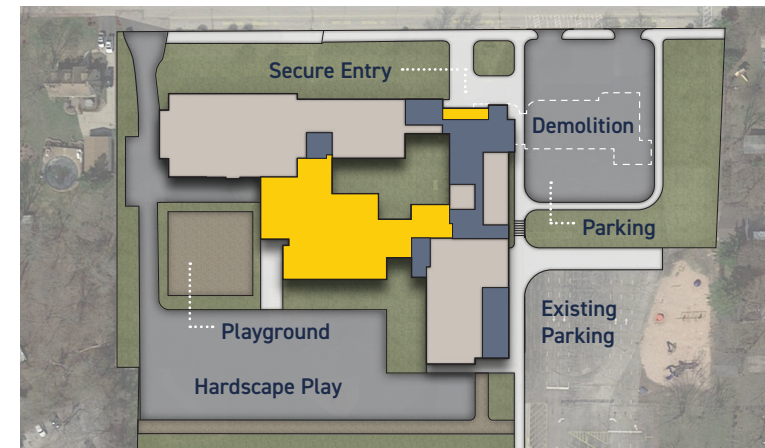 Secure Entry
Demolition
Parking
Existing
Parking
Playground
Hardscape Play